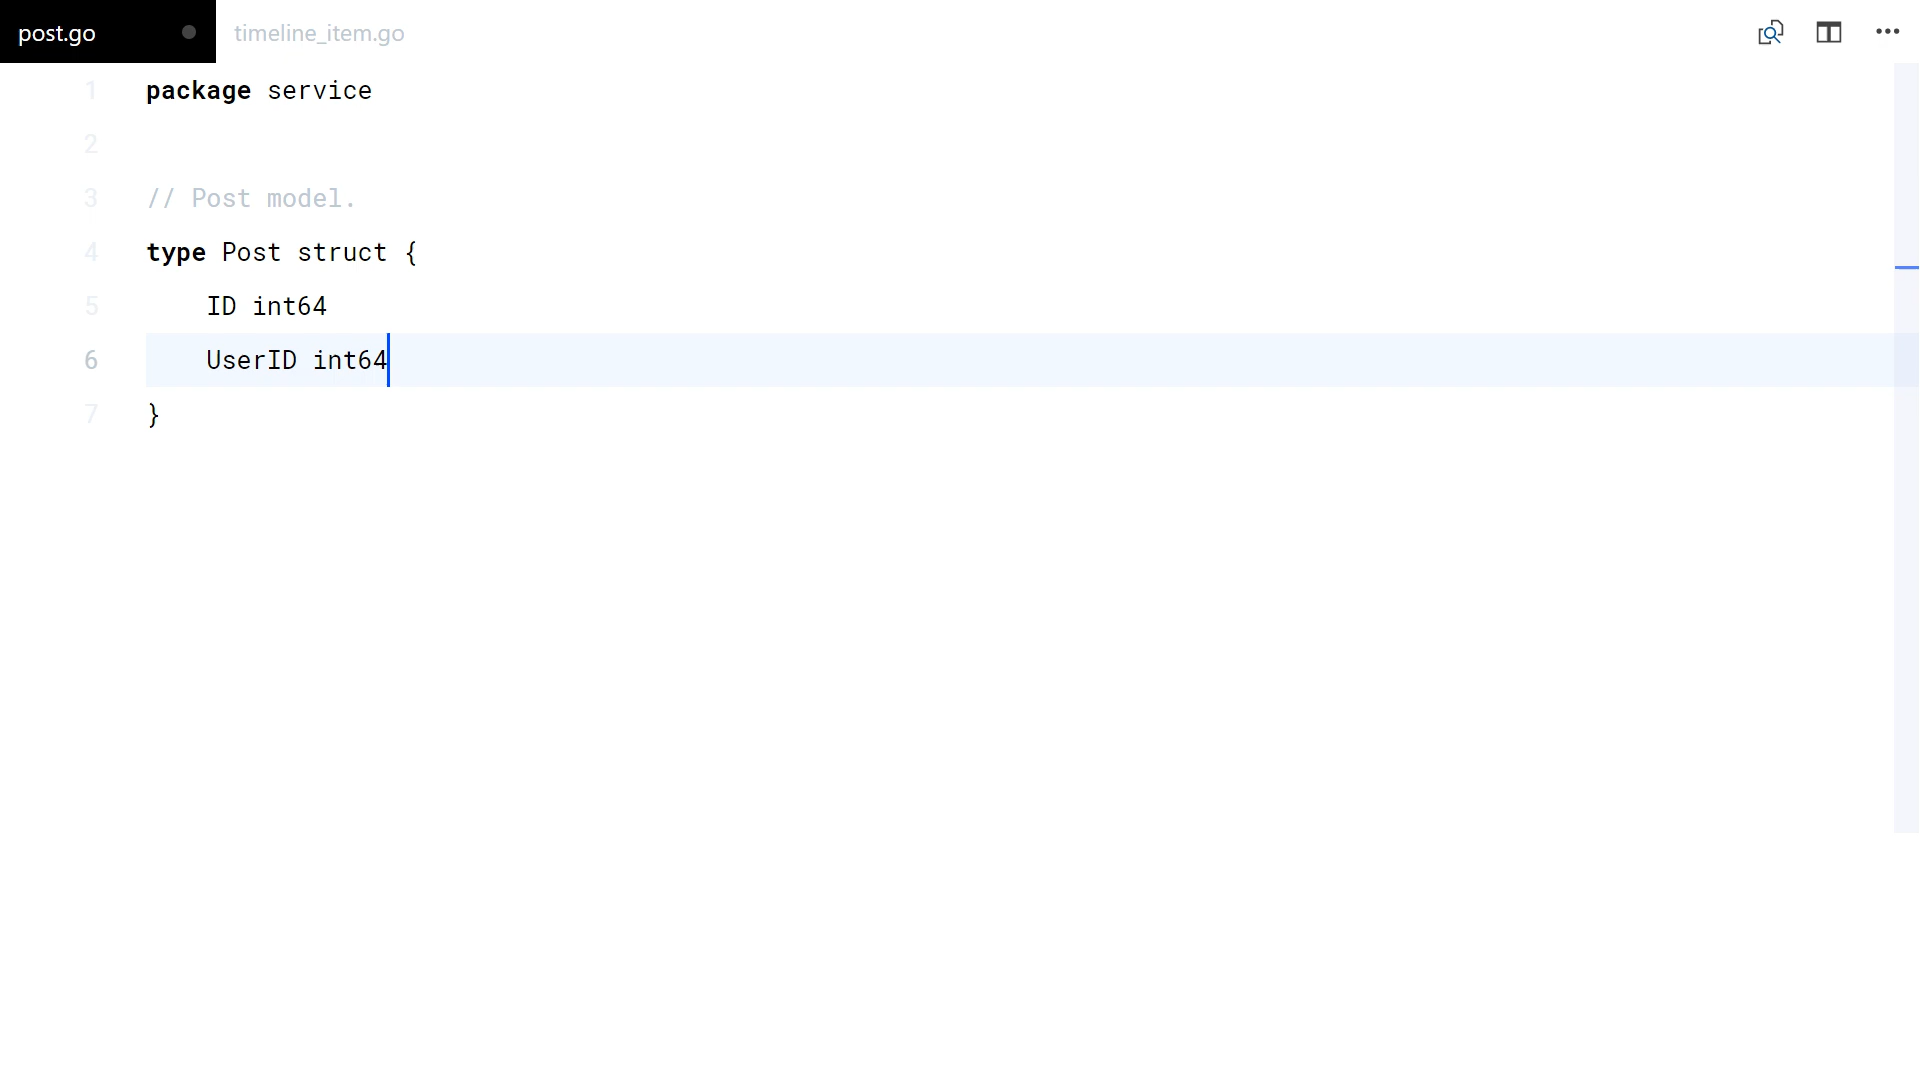 post.go timeline_item.go
1 package service
2
3 // Post model.
4 type Post struct {
5 ID int64
6 UserID int64
7 }